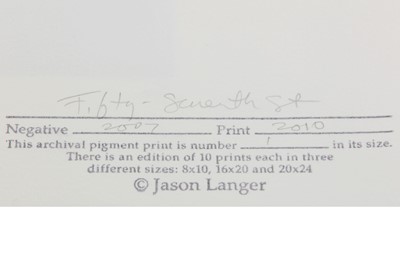 Fifty-Seventh St
Negative 2007 Print 2010
This archival pigment print is number 1 in its size.
There is an edition of 10 prints each in three
different sizes: 8x10, 16x20 and 20x24
© Jason Langer